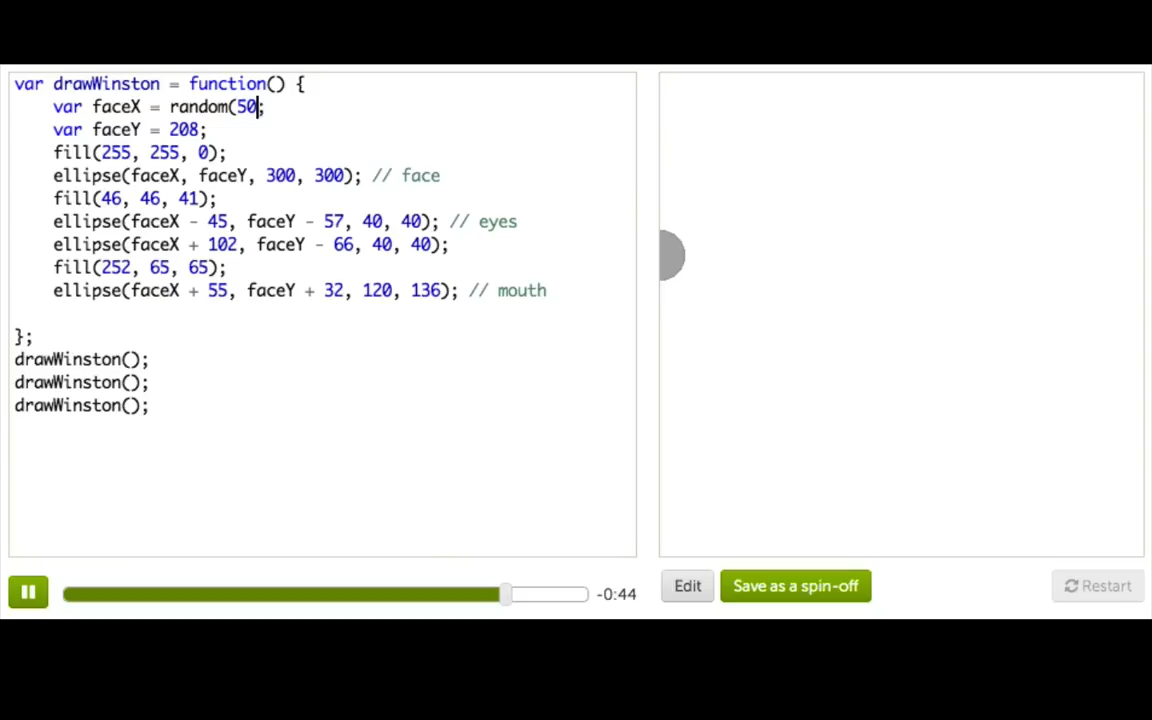 var drawWinston = function() {
    var faceX = random(50;
    var faceY = 208;
    fill(255, 255, 0);
    ellipse(faceX, faceY, 300, 300); // face
    fill(46, 46, 41);
    ellipse(faceX - 45, faceY - 57, 40, 40); // eyes
    ellipse(faceX + 102, faceY - 66, 40, 40);
    fill(252, 65, 65);
    ellipse(faceX + 55, faceY + 32, 120, 136); // mouth
};
drawWinston();
drawWinston();
drawWinston();
-0:44
Edit
Save as a spin-off
Restart